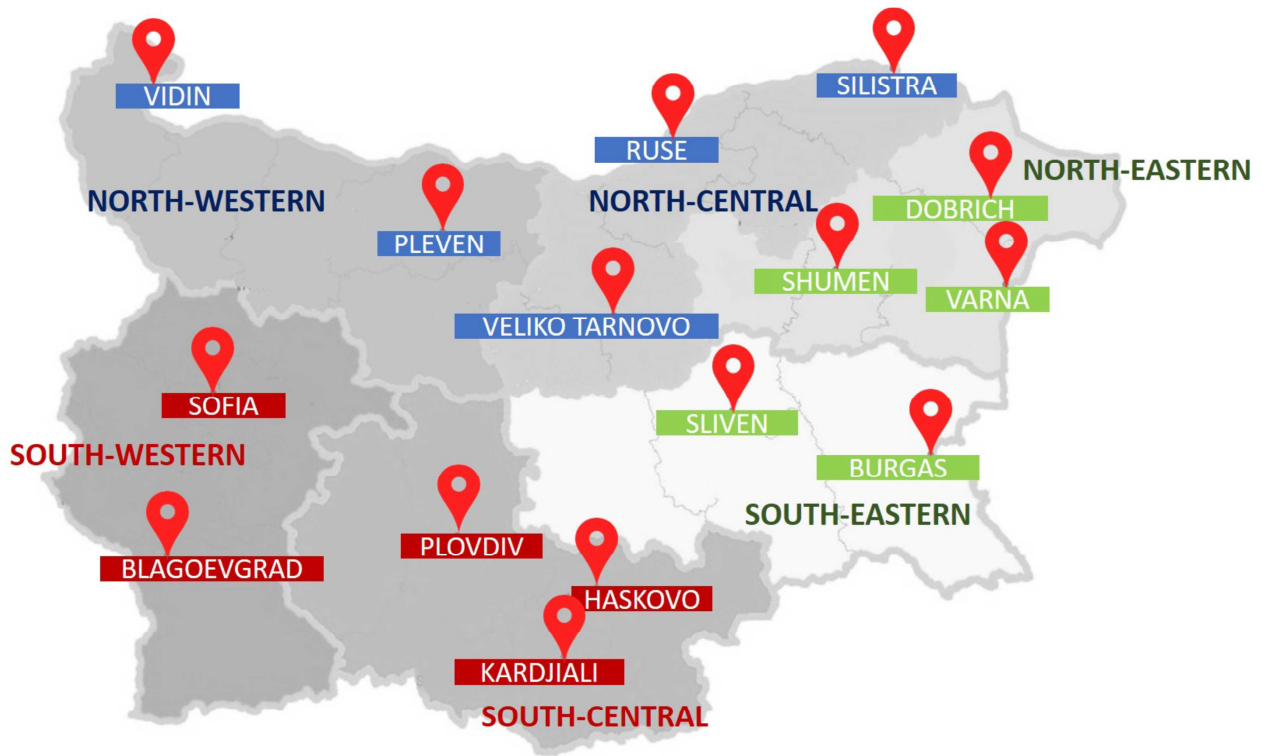 VIDIN
SILISTRA
RUSE
NORTH-EASTERN
NORTH-WESTERN
NORTH-CENTRAL
DOBRICH
PLEVEN
SHUMEN
VARNA
VELIKO TARNOVO
SOFIA
SLIVEN
SOUTH-WESTERN
BURGAS
SOUTH-EASTERN
PLOVDIV
BLAGOEVGRAD
HASKOVO
KARDJIALI
SOUTH-CENTRAL